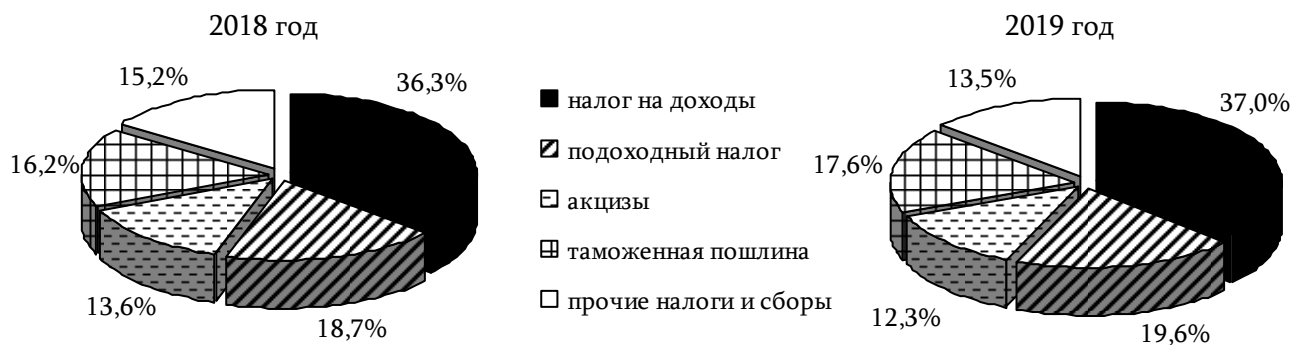 2018 год
15,2%
36,3%
16,2%
13,6%
18,7%
налог на доходы
подоходный налог
акцизы
таможенная пошлина
прочие налоги и сборы
2019 год
13,5%
37,0%
17,6%
12,3%
19,6%